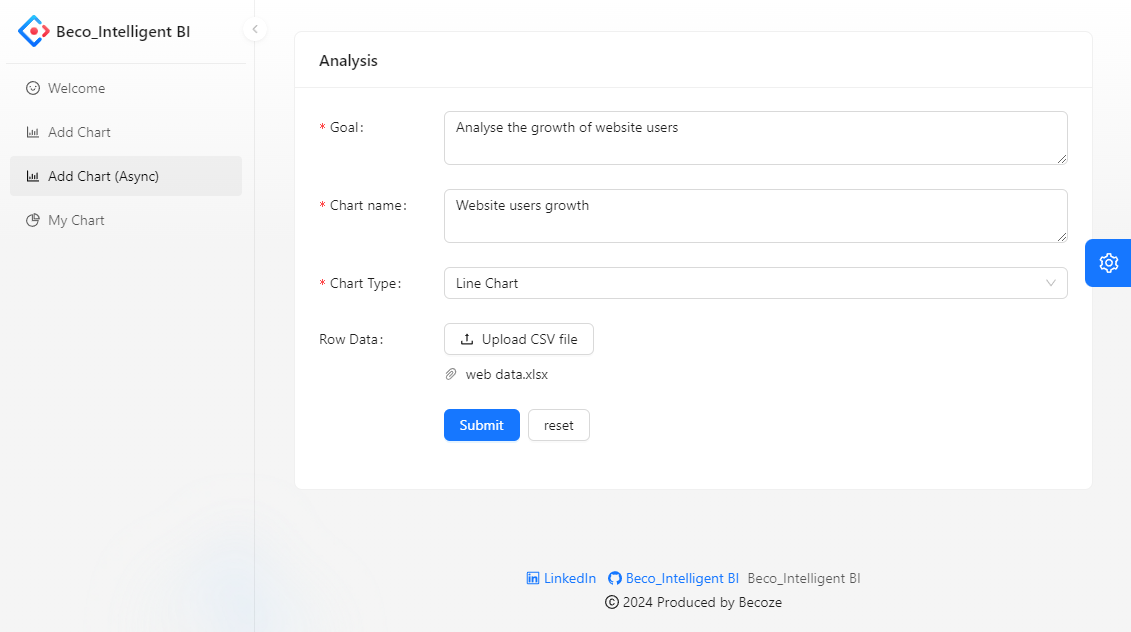 Beco_Intelligent BI
Welcome
Add Chart
Add Chart (Async)
My Chart
Analysis
* Goal:
Analyse the growth of website users
* Chart name:
Website users growth
* Chart Type:
Line Chart
Row Data:
Upload CSV file
web data.xlsx
Submit reset
LinkedIn Beco_Intelligent BI Beco_Intelligent BI
© 2024 Produced by Becoze